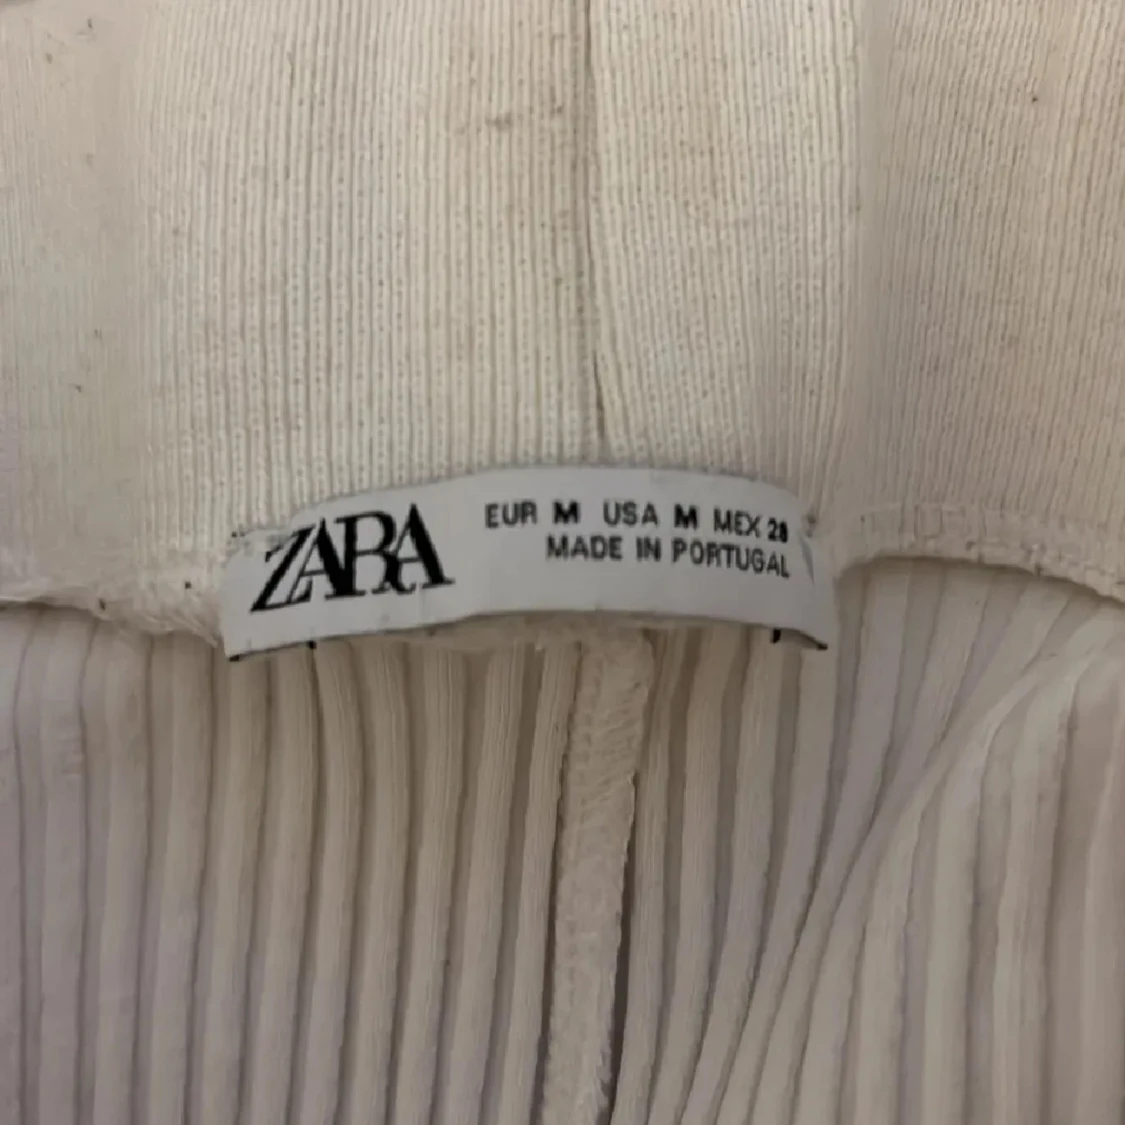 ZARA
EUR M USA M MEX 28
MADE IN PORTUGAL